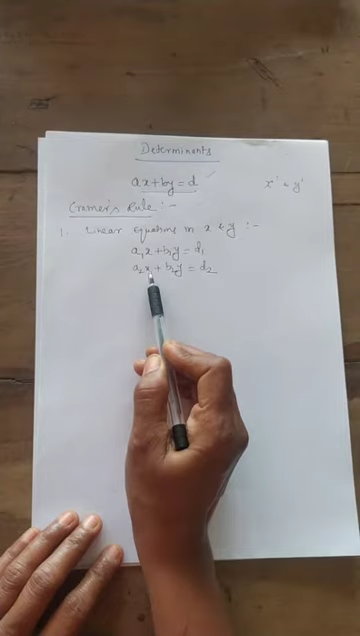 Determinants
ax+by=d x' & y'
Cramer's Rule :-
1. Linear Equations in x & y :-
a₁x+b₁y=d₁
a₂x+b₂y=d₂